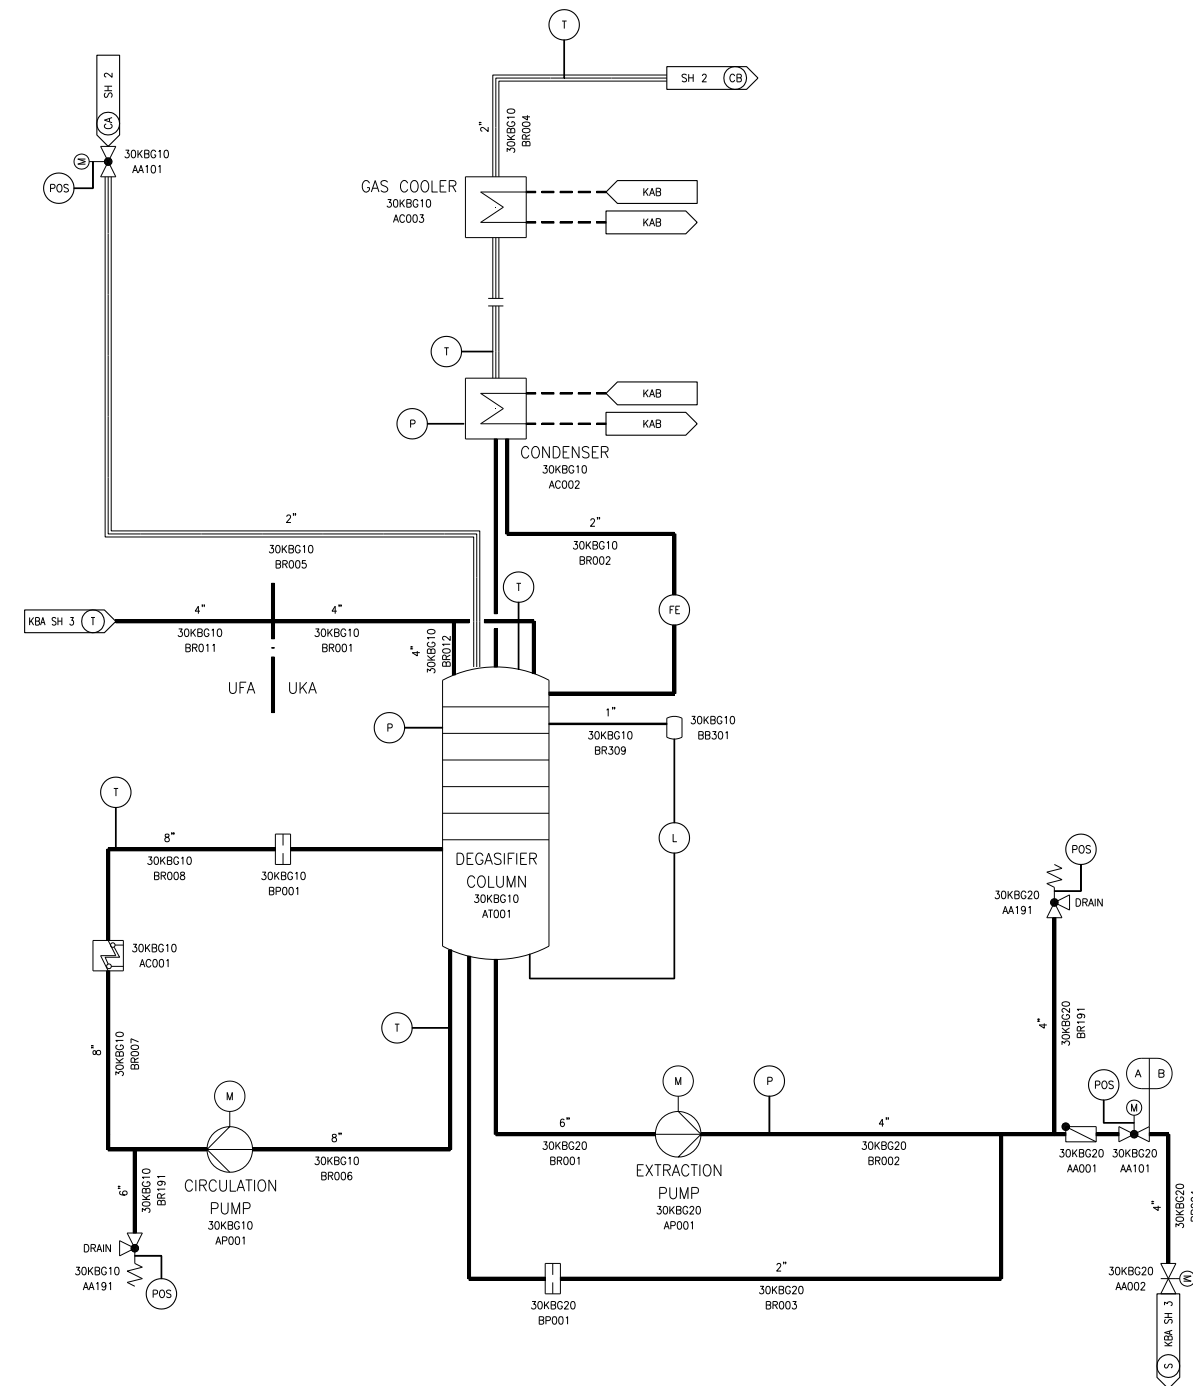 T
SH 2 CB
SH 2
CA
2"
30KBG10
BR004
M
30KBG10
AA101
POS
GAS COOLER
30KBG10
AC003
KAB
KAB
T
KAB
KAB
P
CONDENSER
30KBG10
AC002
2"
30KBG10
BR005
2"
30KBG10
BR002
T
FE
KBA SH 3 T
4"
30KBG10
BR011
4"
30KBG10
BR001
4"
30KBG10
BR012
UFA
UKA
P
1"
30KBG10
BR309
30KBG10
BB301
T
L
8"
30KBG10
BR008
30KBG10
BP001
DEGASIFIER
COLUMN
30KBG10
AT001
POS
30KBG20
AA191
DRAIN
30KBG10
AC001
8"
30KBG10
BR007
T
4"
30KBG20
BR191
M
M
P
POS
A B
M
8"
30KBG10
BR006
6"
30KBG20
BR001
4"
30KBG20
BR002
30KBG20
AA001
30KBG20
AA101
CIRCULATION
PUMP
30KBG10
AP001
EXTRACTION
PUMP
30KBG20
AP001
6"
30KBG10
BR191
4"
30KBG20
DRAIN
30KBG10
AA191
POS
30KBG20
BP001
2"
30KBG20
BR003
30KBG20
AA002
M
KBA SH 3
S